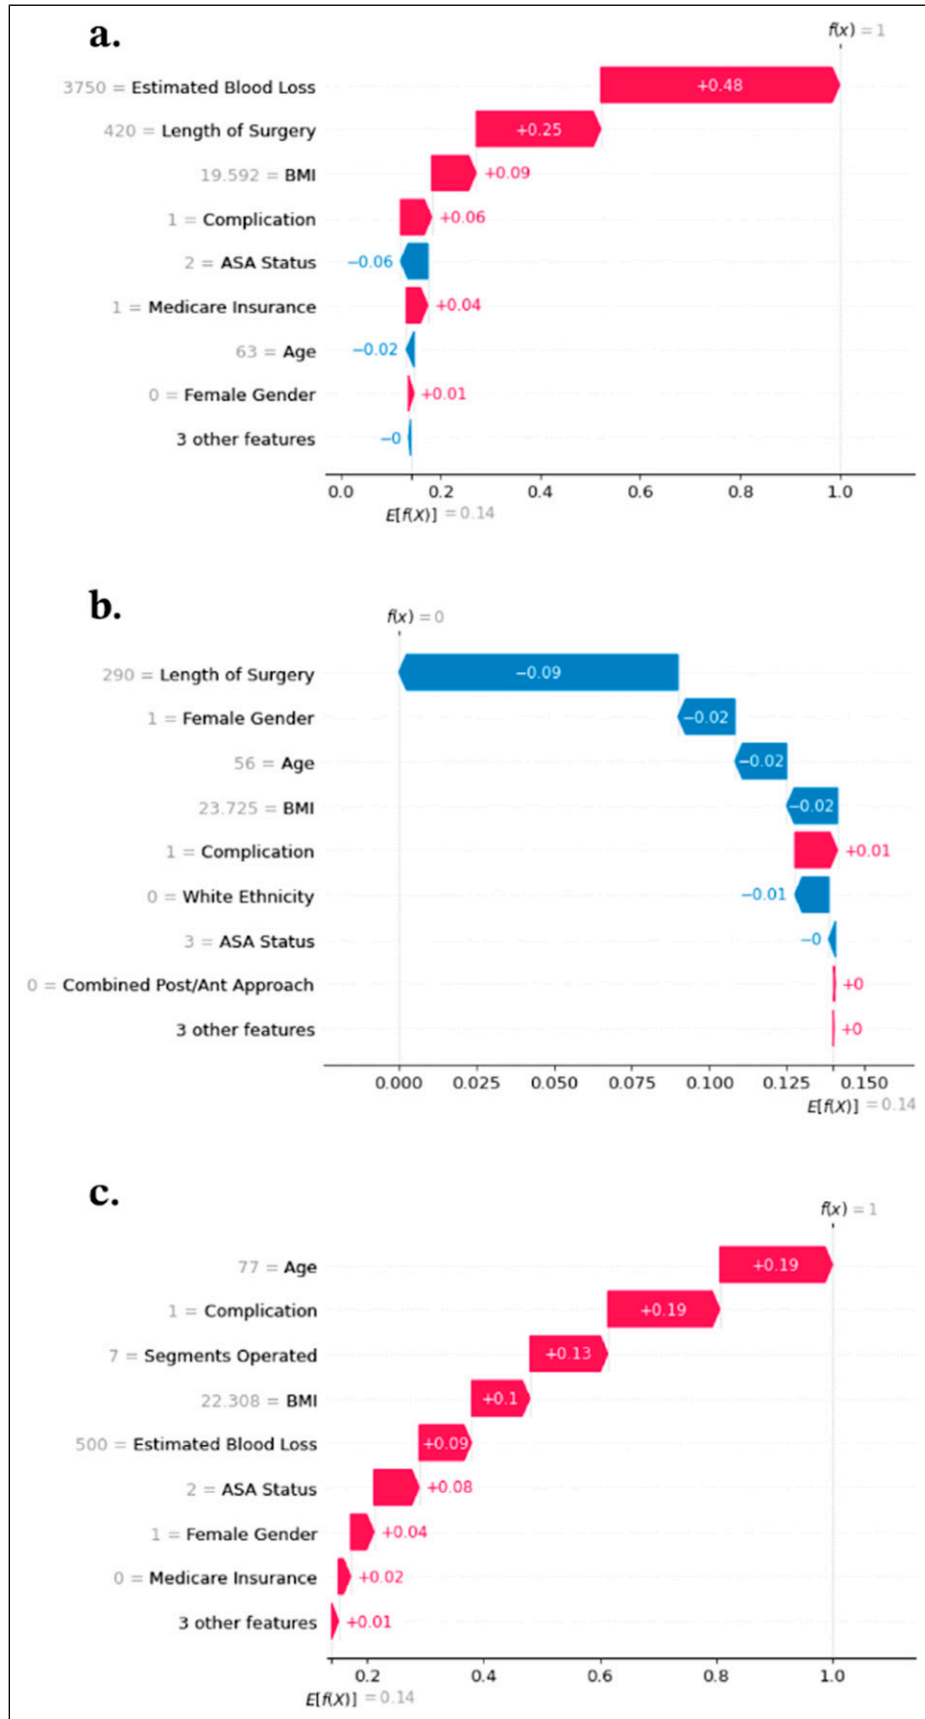 a.
f(x) = 1
3750 = Estimated Blood Loss +0.48
420 = Length of Surgery +0.25
19.592 = BMI +0.09
1 = Complication +0.06
2 = ASA Status −0.06
1 = Medicare Insurance +0.04
63 = Age −0.02
0 = Female Gender +0.01
3 other features −0
0.0 0.2 0.4 0.6 0.8 1.0
E[f(X)] = 0.14
b.
f(x) = 0
290 = Length of Surgery −0.09
1 = Female Gender −0.02
56 = Age −0.02
23.725 = BMI −0.02
1 = Complication +0.01
0 = White Ethnicity −0.01
3 = ASA Status −0
0 = Combined Post/Ant Approach +0
3 other features +0
0.000 0.025 0.050 0.075 0.100 0.125 0.150
E[f(X)] = 0.14
c.
f(x) = 1
77 = Age +0.19
1 = Complication +0.19
7 = Segments Operated +0.13
22.308 = BMI +0.1
500 = Estimated Blood Loss +0.09
2 = ASA Status +0.08
1 = Female Gender +0.04
0 = Medicare Insurance +0.02
3 other features +0.01
0.2 0.4 0.6 0.8 1.0
E[f(X)] = 0.14